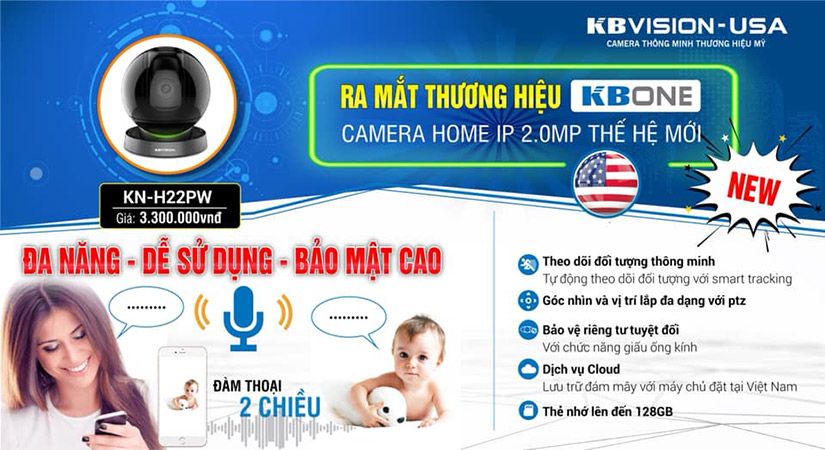 KBVISION-USA
CAMERA THÔNG MINH THƯƠNG HIỆU MỸ
RA MẮT THƯƠNG HIỆU KBONE
CAMERA HOME IP 2.0MP THẾ HỆ MỚI
KBVISION
KN-H22PW
Giá: 3.300.000vnđ
NEW
ĐA NĂNG - DỄ SỬ DỤNG - BẢO MẬT CAO
.........
.........
ĐÀM THOẠI
2 CHIỀU
Theo dõi đối tượng thông minh
Tự động theo dõi đối tượng với smart tracking
Góc nhìn và vị trí lắp đa dạng với ptz
Bảo vệ riêng tư tuyệt đối
Với chức năng giấu ống kính
Dịch vụ Cloud
Lưu trữ đám mây với máy chủ đặt tại Việt Nam
Thẻ nhớ lên đến 128GB